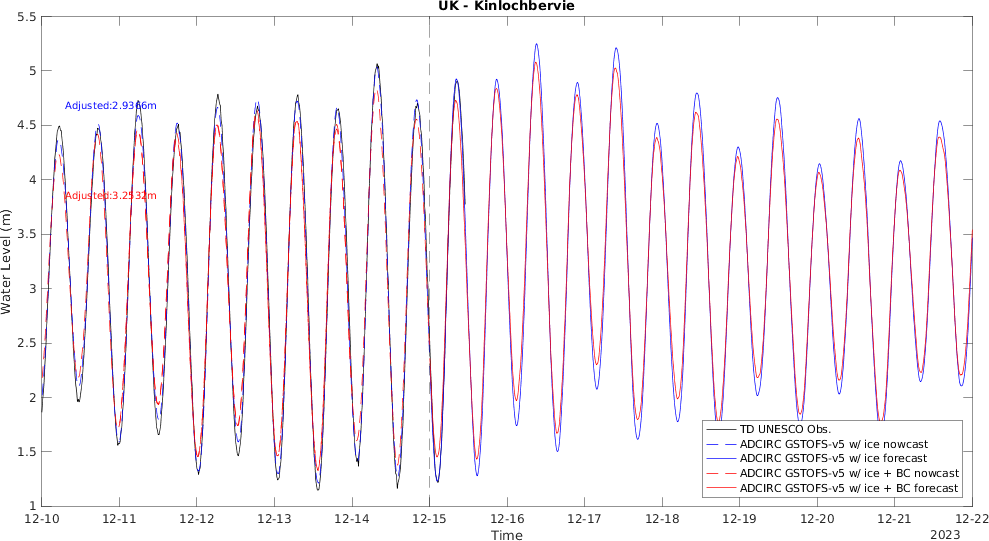 UK - Kinlochbervie
5.5
5
4.5
4
3.5
3
2.5
2
1.5
1
Water Level (m)
Adjusted:2.9366m
Adjusted:3.2532m
TD UNESCO Obs.
ADCIRC GSTOFS-v5 w/ ice nowcast
ADCIRC GSTOFS-v5 w/ ice forecast
ADCIRC GSTOFS-v5 w/ ice + BC nowcast
ADCIRC GSTOFS-v5 w/ ice + BC forecast
12-10 12-11 12-12 12-13 12-14 12-15 12-16 12-17 12-18 12-19 12-20 12-21 12-22
Time
2023